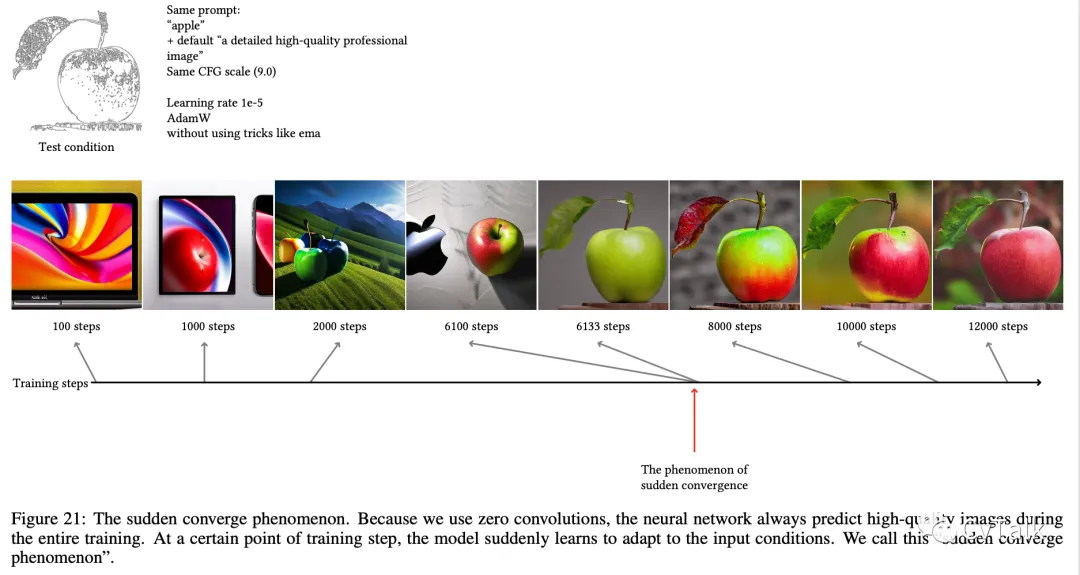 Same prompt:
“apple”
+ default “a detailed high-quality professional
image”
Same CFG scale (9.0)
Learning rate 1e-5
AdamW
without using tricks like ema
Test condition
100 steps
1000 steps
2000 steps
6100 steps
6133 steps
8000 steps
10000 steps
12000 steps
Training steps
The phenomenon of
sudden convergence
Figure 21: The sudden converge phenomenon. Because we use zero convolutions, the neural network always predict high-quality images during
the entire training. At a certain point of training step, the model suddenly learns to adapt to the input conditions. We call this “sudden converge
phenomenon”.
CVTalk